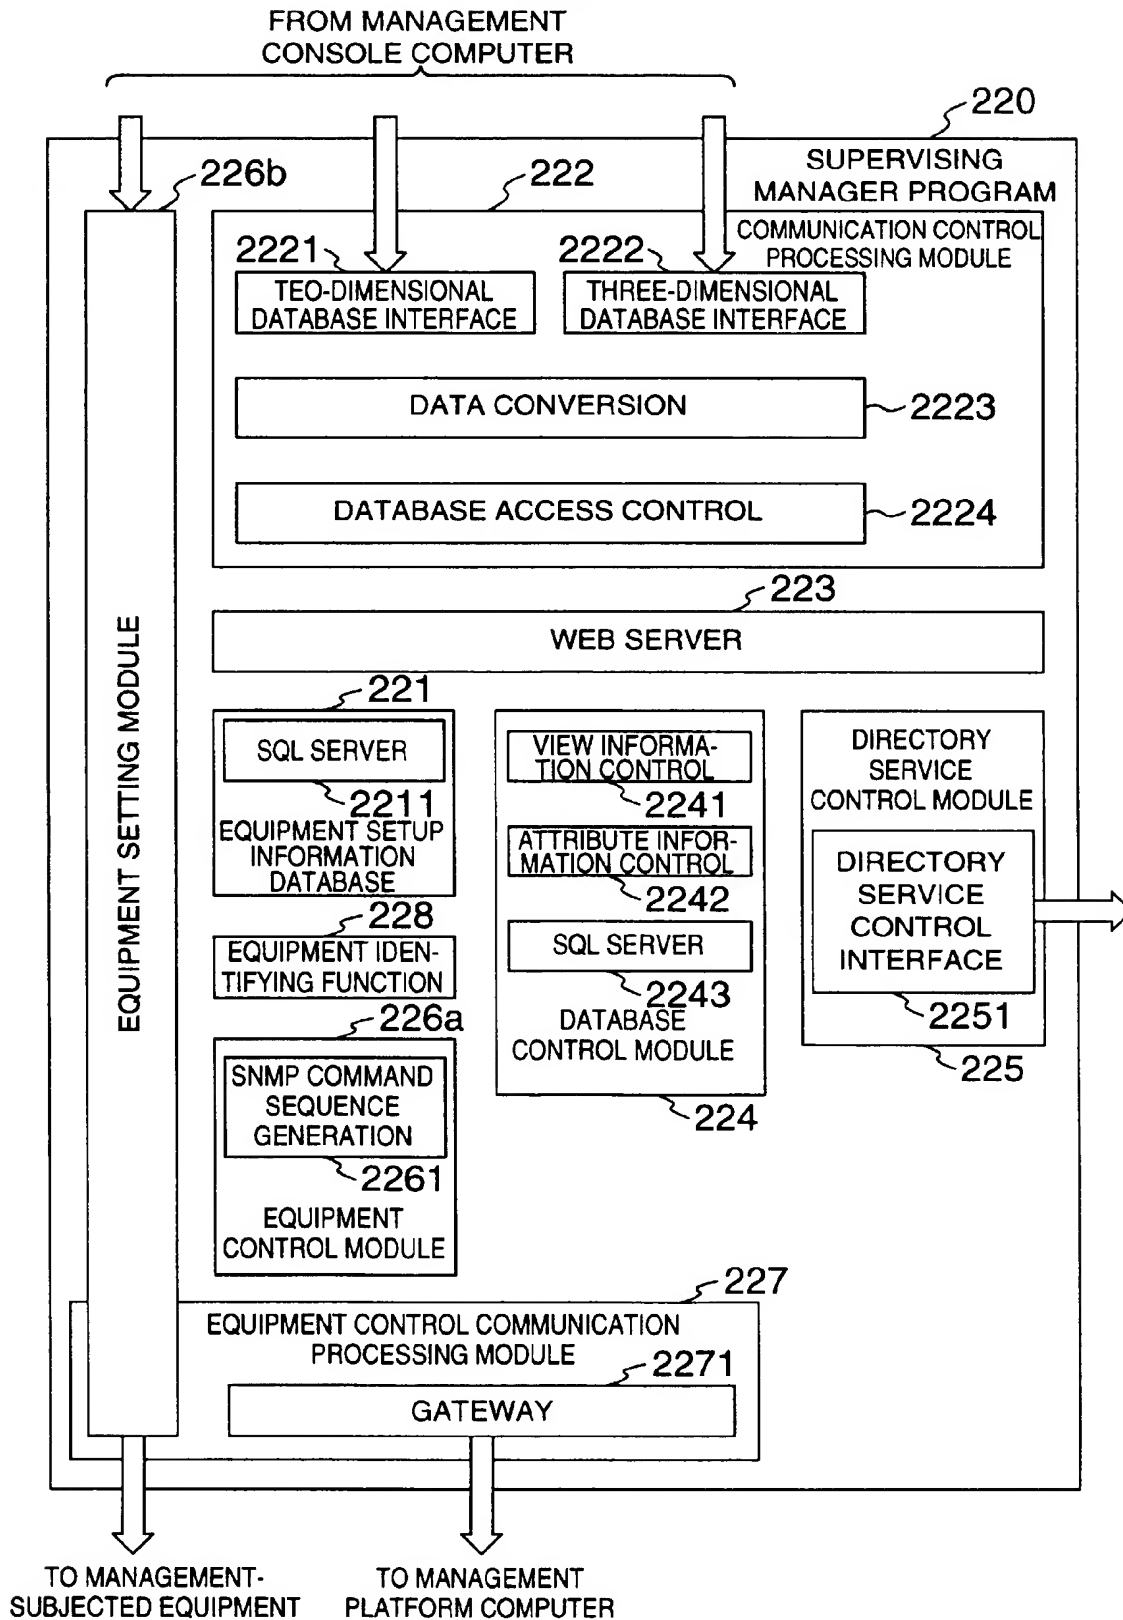 FROM MANAGEMENT
CONSOLE COMPUTER
220
SUPERVISING
MANAGER PROGRAM
226b
222
COMMUNICATION CONTROL
PROCESSING MODULE
2221
2222
TEO-DIMENSIONAL
DATABASE INTERFACE
THREE-DIMENSIONAL
DATABASE INTERFACE
DATA CONVERSION
2223
DATABASE ACCESS CONTROL
2224
223
WEB SERVER
EQUIPMENT SETTING MODULE
221
SQL SERVER
2211
EQUIPMENT SETUP
INFORMATION
DATABASE
228
EQUIPMENT IDEN-
TIFYING FUNCTION
226a
SNMP COMMAND
SEQUENCE
GENERATION
2261
EQUIPMENT
CONTROL MODULE
VIEW INFORMA-
TION CONTROL
2241
ATTRIBUTE INFOR-
MATION CONTROL
2242
SQL SERVER
2243
DATABASE
CONTROL MODULE
224
DIRECTORY
SERVICE
CONTROL MODULE
DIRECTORY
SERVICE
CONTROL
INTERFACE
2251
225
227
EQUIPMENT CONTROL COMMUNICATION
PROCESSING MODULE
2271
GATEWAY
TO MANAGEMENT-
SUBJECTED EQUIPMENT
TO MANAGEMENT
PLATFORM COMPUTER